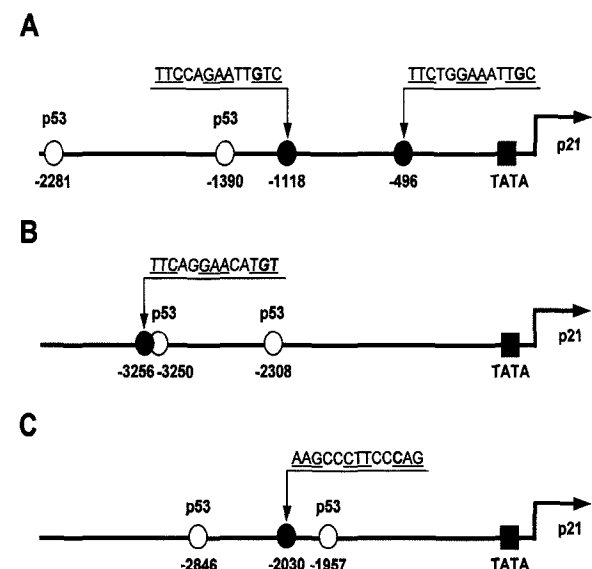 A
TTCCAGAATTGTC TTCTGGAAATTGC
p53 p53
p21
-2281 -1390 -1118 -496 TATA
B
TTCAGGAACATGT
p53 p53
p21
-3256 -3250 -2308 TATA
C
AAGCCCTTCCCAG
p53 p53
p21
-2846 -2030 -1957 TATA